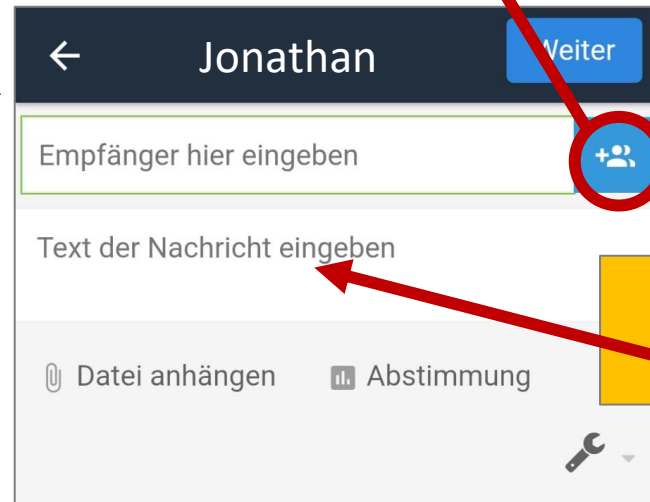 Jonathan
Weiter
Empfänger hier eingeben
Text der Nachricht eingeben
Datei anhängen
Abstimmung